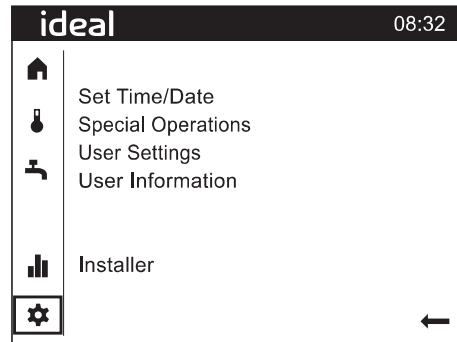 ideal 08:32
Set Time/Date
Special Operations
User Settings
User Information
Installer